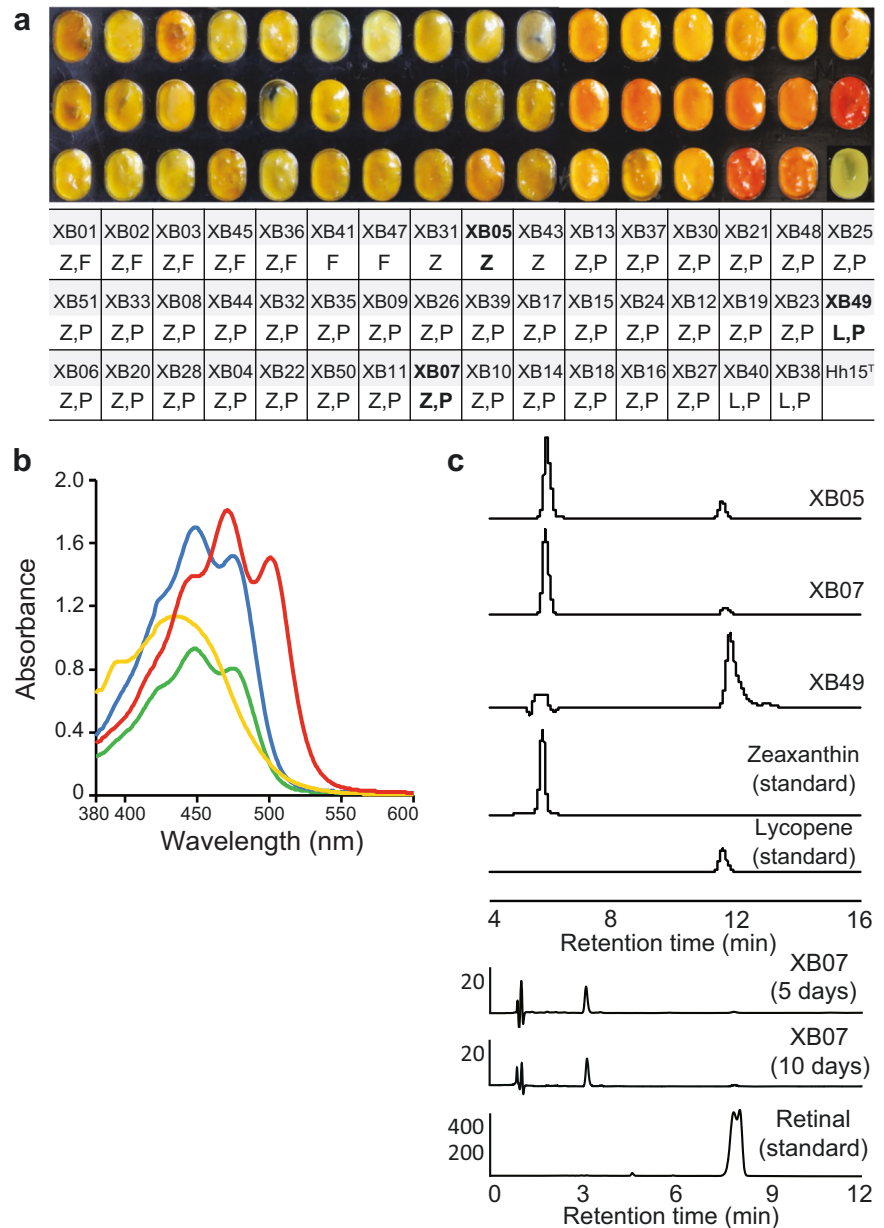 a
XB01 XB02 XB03 XB45 XB36 XB41 XB47 XB31 XB05 XB43 XB13 XB37 XB30 XB21 XB48 XB25
Z,F Z,F Z,F Z,F Z,F F F Z Z Z Z,P Z,P Z,P Z,P Z,P Z,P
XB51 XB33 XB08 XB44 XB32 XB35 XB09 XB26 XB39 XB17 XB15 XB24 XB12 XB19 XB23 XB49
Z,P Z,P Z,P Z,P Z,P Z,P Z,P Z,P Z,P Z,P Z,P Z,P Z,P Z,P Z,P L,P
XB06 XB20 XB28 XB04 XB22 XB50 XB11 XB07 XB10 XB14 XB18 XB16 XB27 XB40 XB38 Hh15ᵀ
Z,P Z,P Z,P Z,P Z,P Z,P Z,P Z,P Z,P Z,P Z,P Z,P Z,P L,P L,P
b
2.0
1.6
1.2
0.8
0.4
0
Absorbance
380 400 450 500 550 600
Wavelength (nm)
c
XB05
XB07
XB49
Zeaxanthin
(standard)
Lycopene
(standard)
4 8 12 16
Retention time (min)
XB07
(5 days)
20
XB07
(10 days)
20
Retinal
(standard)
400
200
0 3 6 9 12
Retention time (min)